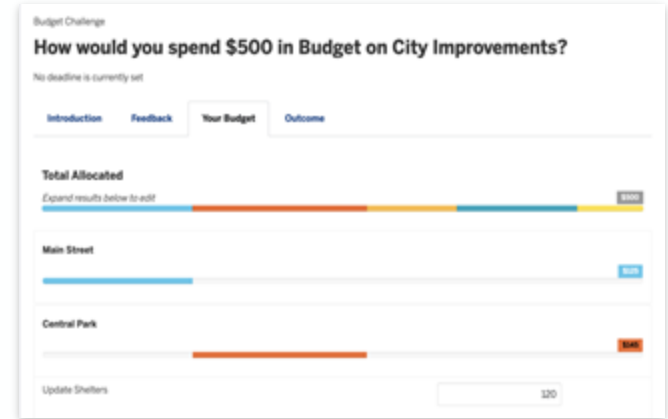 Budget Challenge
How would you spend $500 in Budget on City Improvements?
No deadline is currently set
Introduction Feedback Your Budget Outcome
Total Allocated
Expand results below to edit
$500
Main Street
$125
Central Park
$145
Update Shelters
120